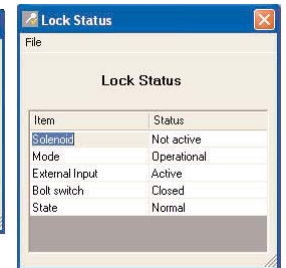 Lock Status
File
Lock Status
Item Status
Solenoid Not active
Mode Operational
External Input Active
Bolt switch Closed
State Normal